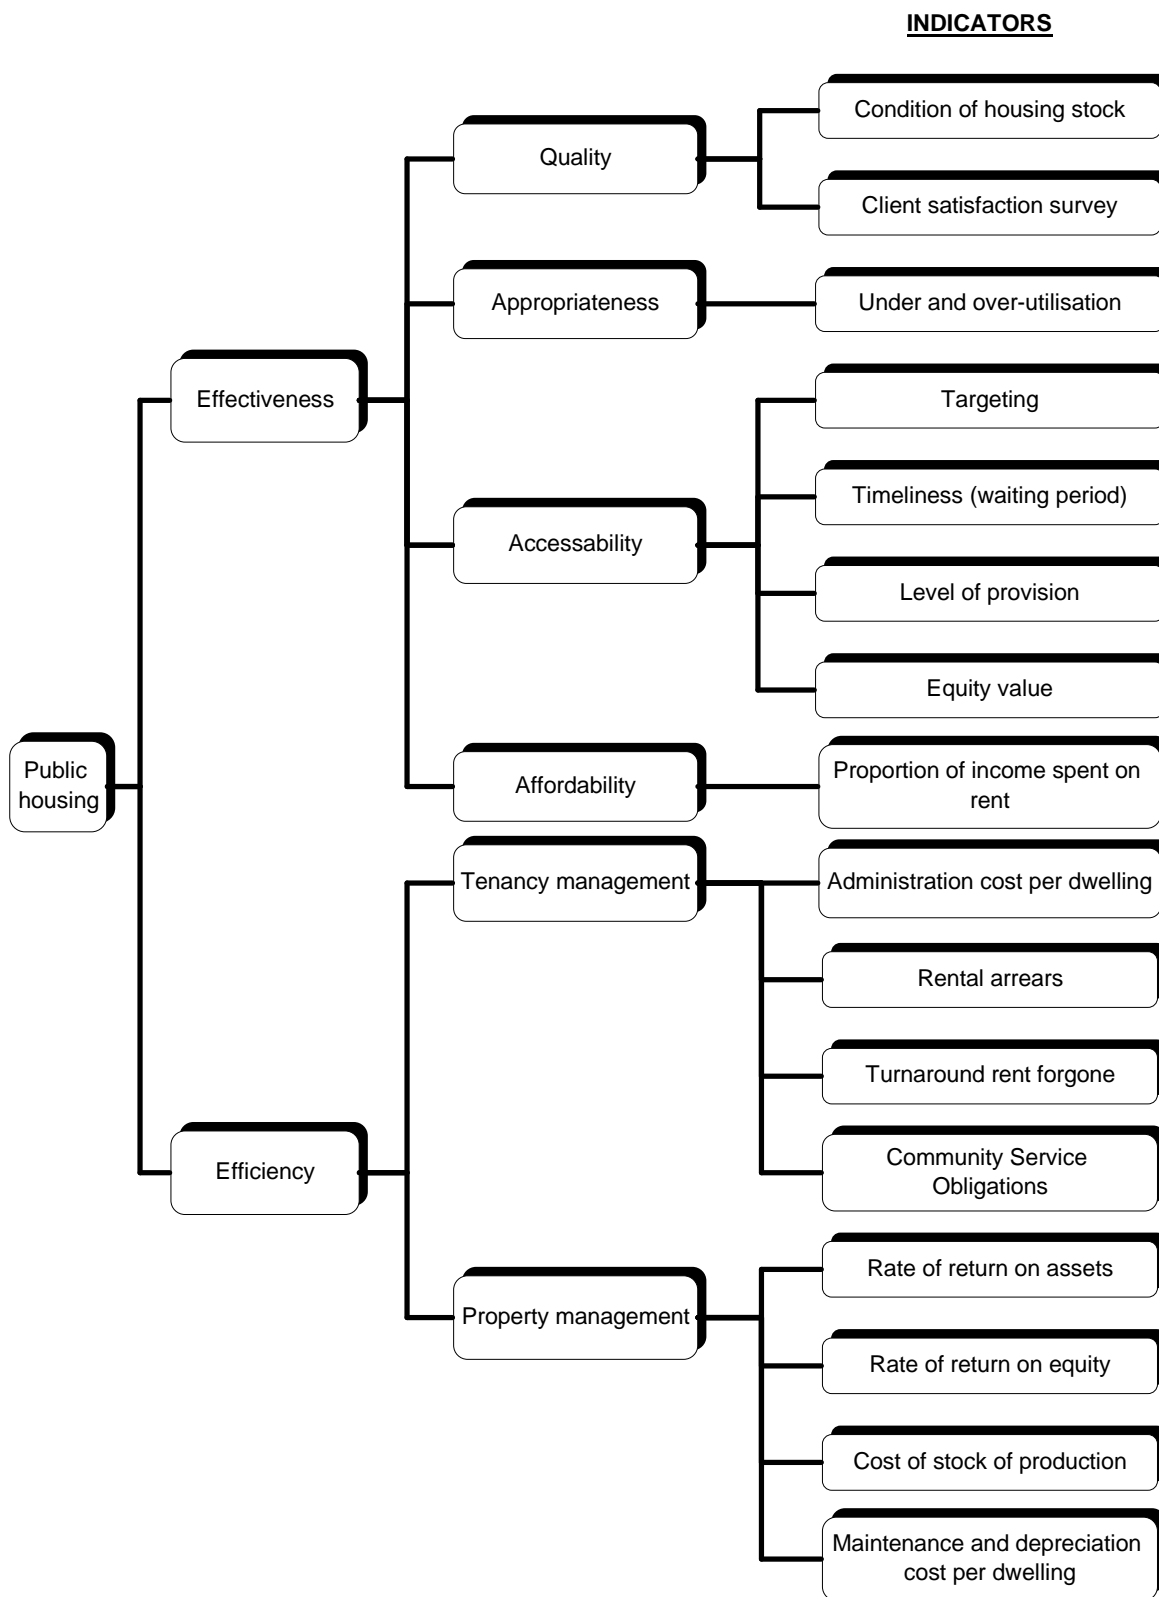 INDICATORS
Condition of housing stock
Quality
Client satisfaction survey
Appropriateness
Under and over-utilisation
Effectiveness
Targeting
Timeliness (waiting period)
Accessability
Level of provision
Equity value
Public
housing
Affordability
Proportion of income spent on
rent
Tenancy management
Administration cost per dwelling
Rental arrears
Turnaround rent forgone
Efficiency
Community Service
Obligations
Rate of return on assets
Property management
Rate of return on equity
Cost of stock of production
Maintenance and depreciation
cost per dwelling